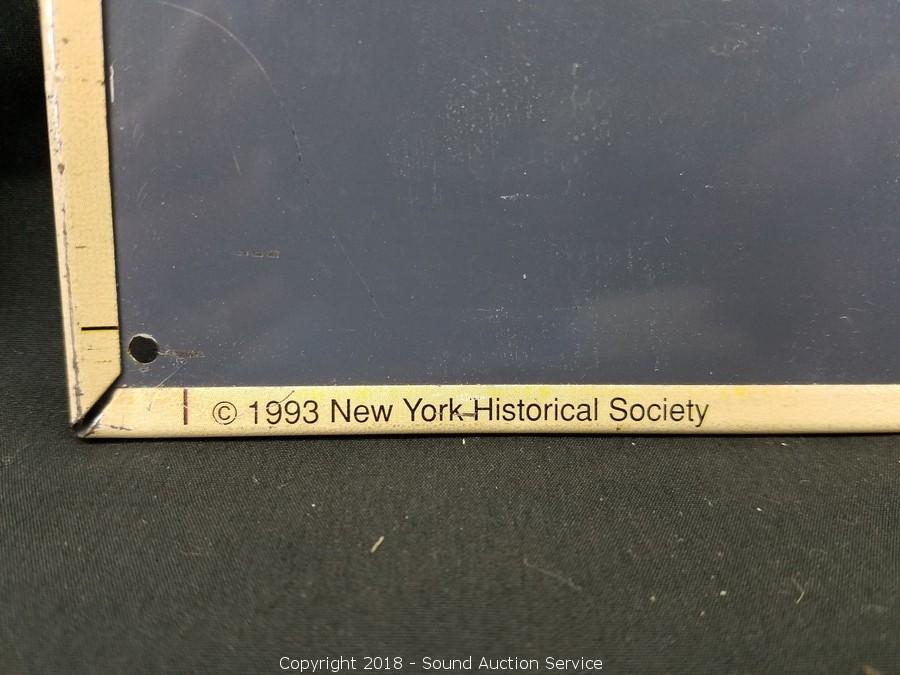 © 1993 New York Historical Society
Copyright 2018 - Sound Auction Service